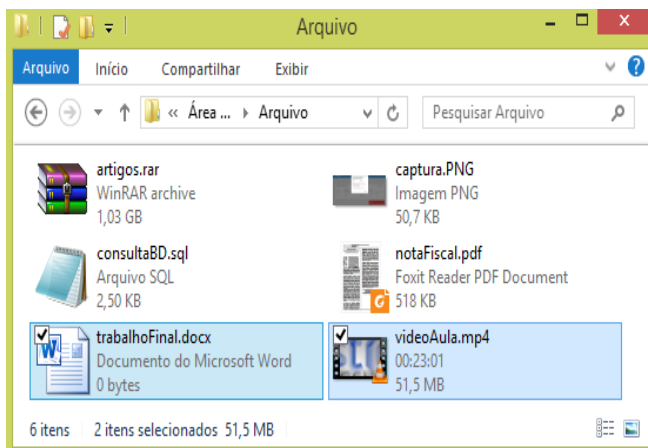 Arquivo
Arquivo Início Compartilhar Exibir
« Área ... Arquivo Pesquisar Arquivo
artigos.rar
WinRAR archive
1,03 GB
captura.PNG
Imagem PNG
50,7 KB
consultaBD.sql
Arquivo SQL
2,50 KB
notaFiscal.pdf
Foxit Reader PDF Document
518 KB
trabalhoFinal.docx
Documento do Microsoft Word
0 bytes
videoAula.mp4
00:23:01
51,5 MB
6 itens 2 itens selecionados 51,5 MB